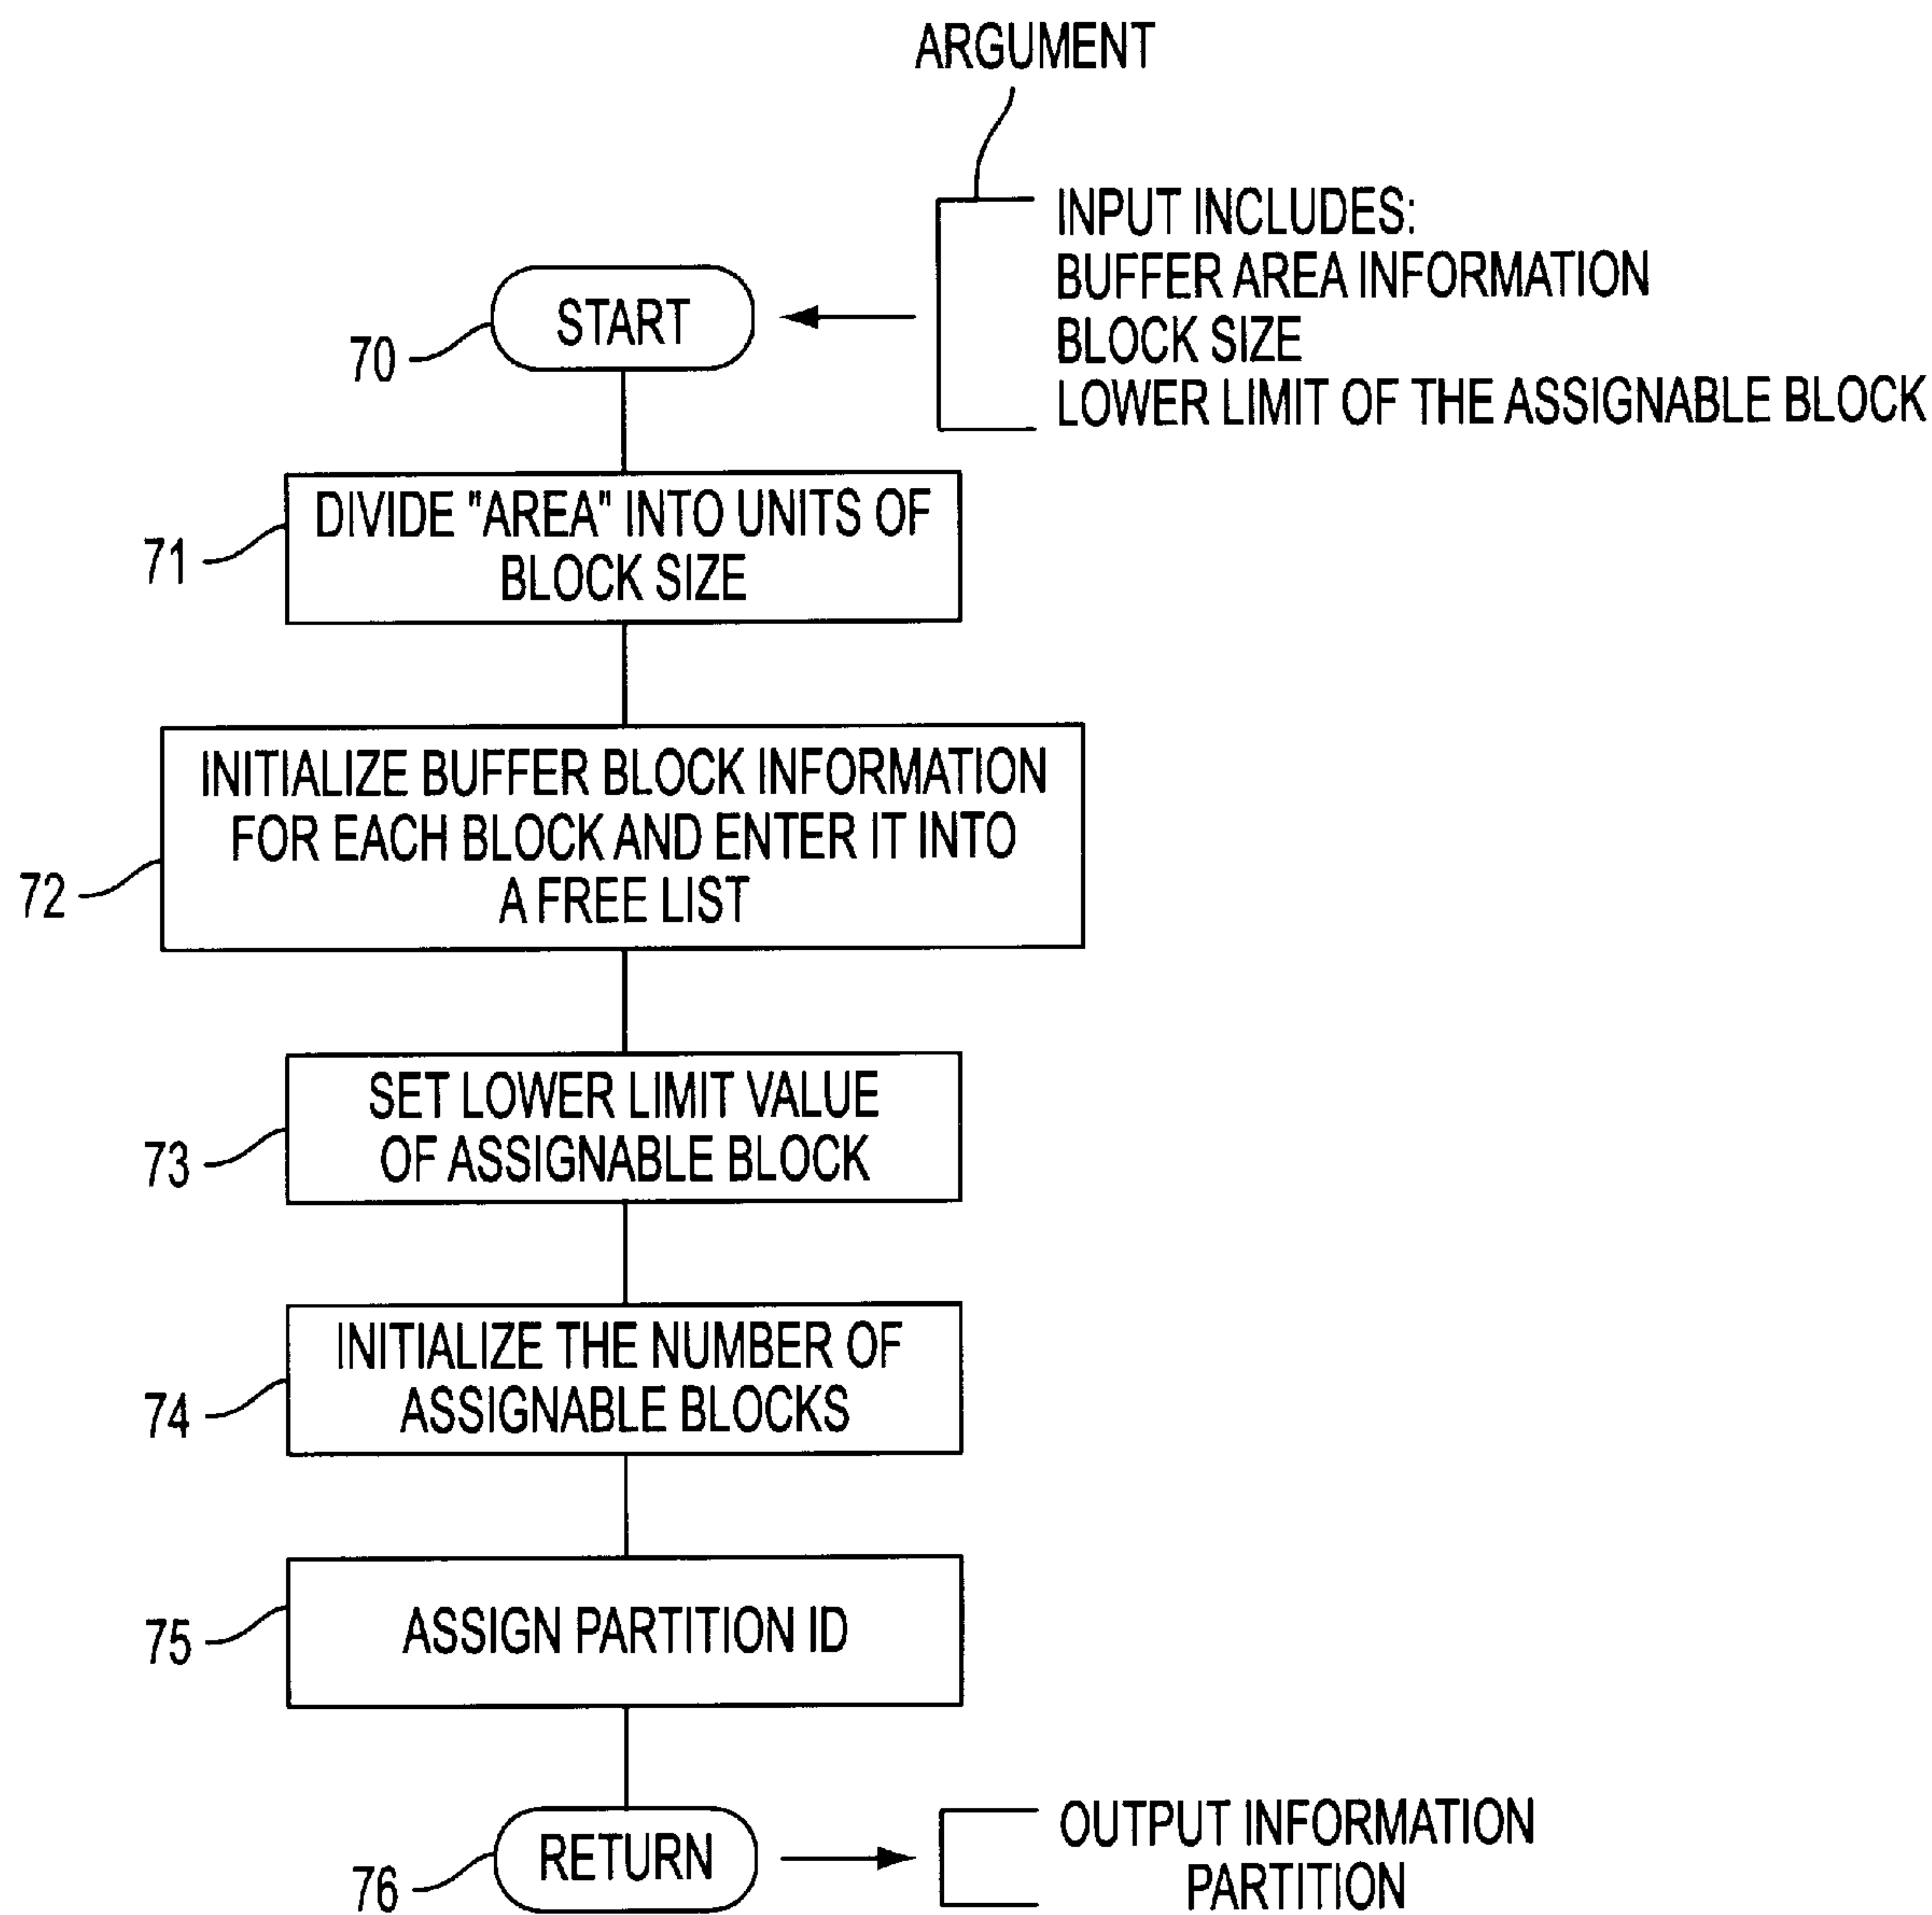 ARGUMENT
INPUT INCLUDES:
BUFFER AREA INFORMATION
BLOCK SIZE
LOWER LIMIT OF THE ASSIGNABLE BLOCK
START
70
DIVIDE "AREA" INTO UNITS OF
BLOCK SIZE
71
INITIALIZE BUFFER BLOCK INFORMATION
FOR EACH BLOCK AND ENTER IT INTO
A FREE LIST
72
SET LOWER LIMIT VALUE
OF ASSIGNABLE BLOCK
73
INITIALIZE THE NUMBER OF
ASSIGNABLE BLOCKS
74
ASSIGN PARTITION ID
75
RETURN
76
OUTPUT INFORMATION
PARTITION